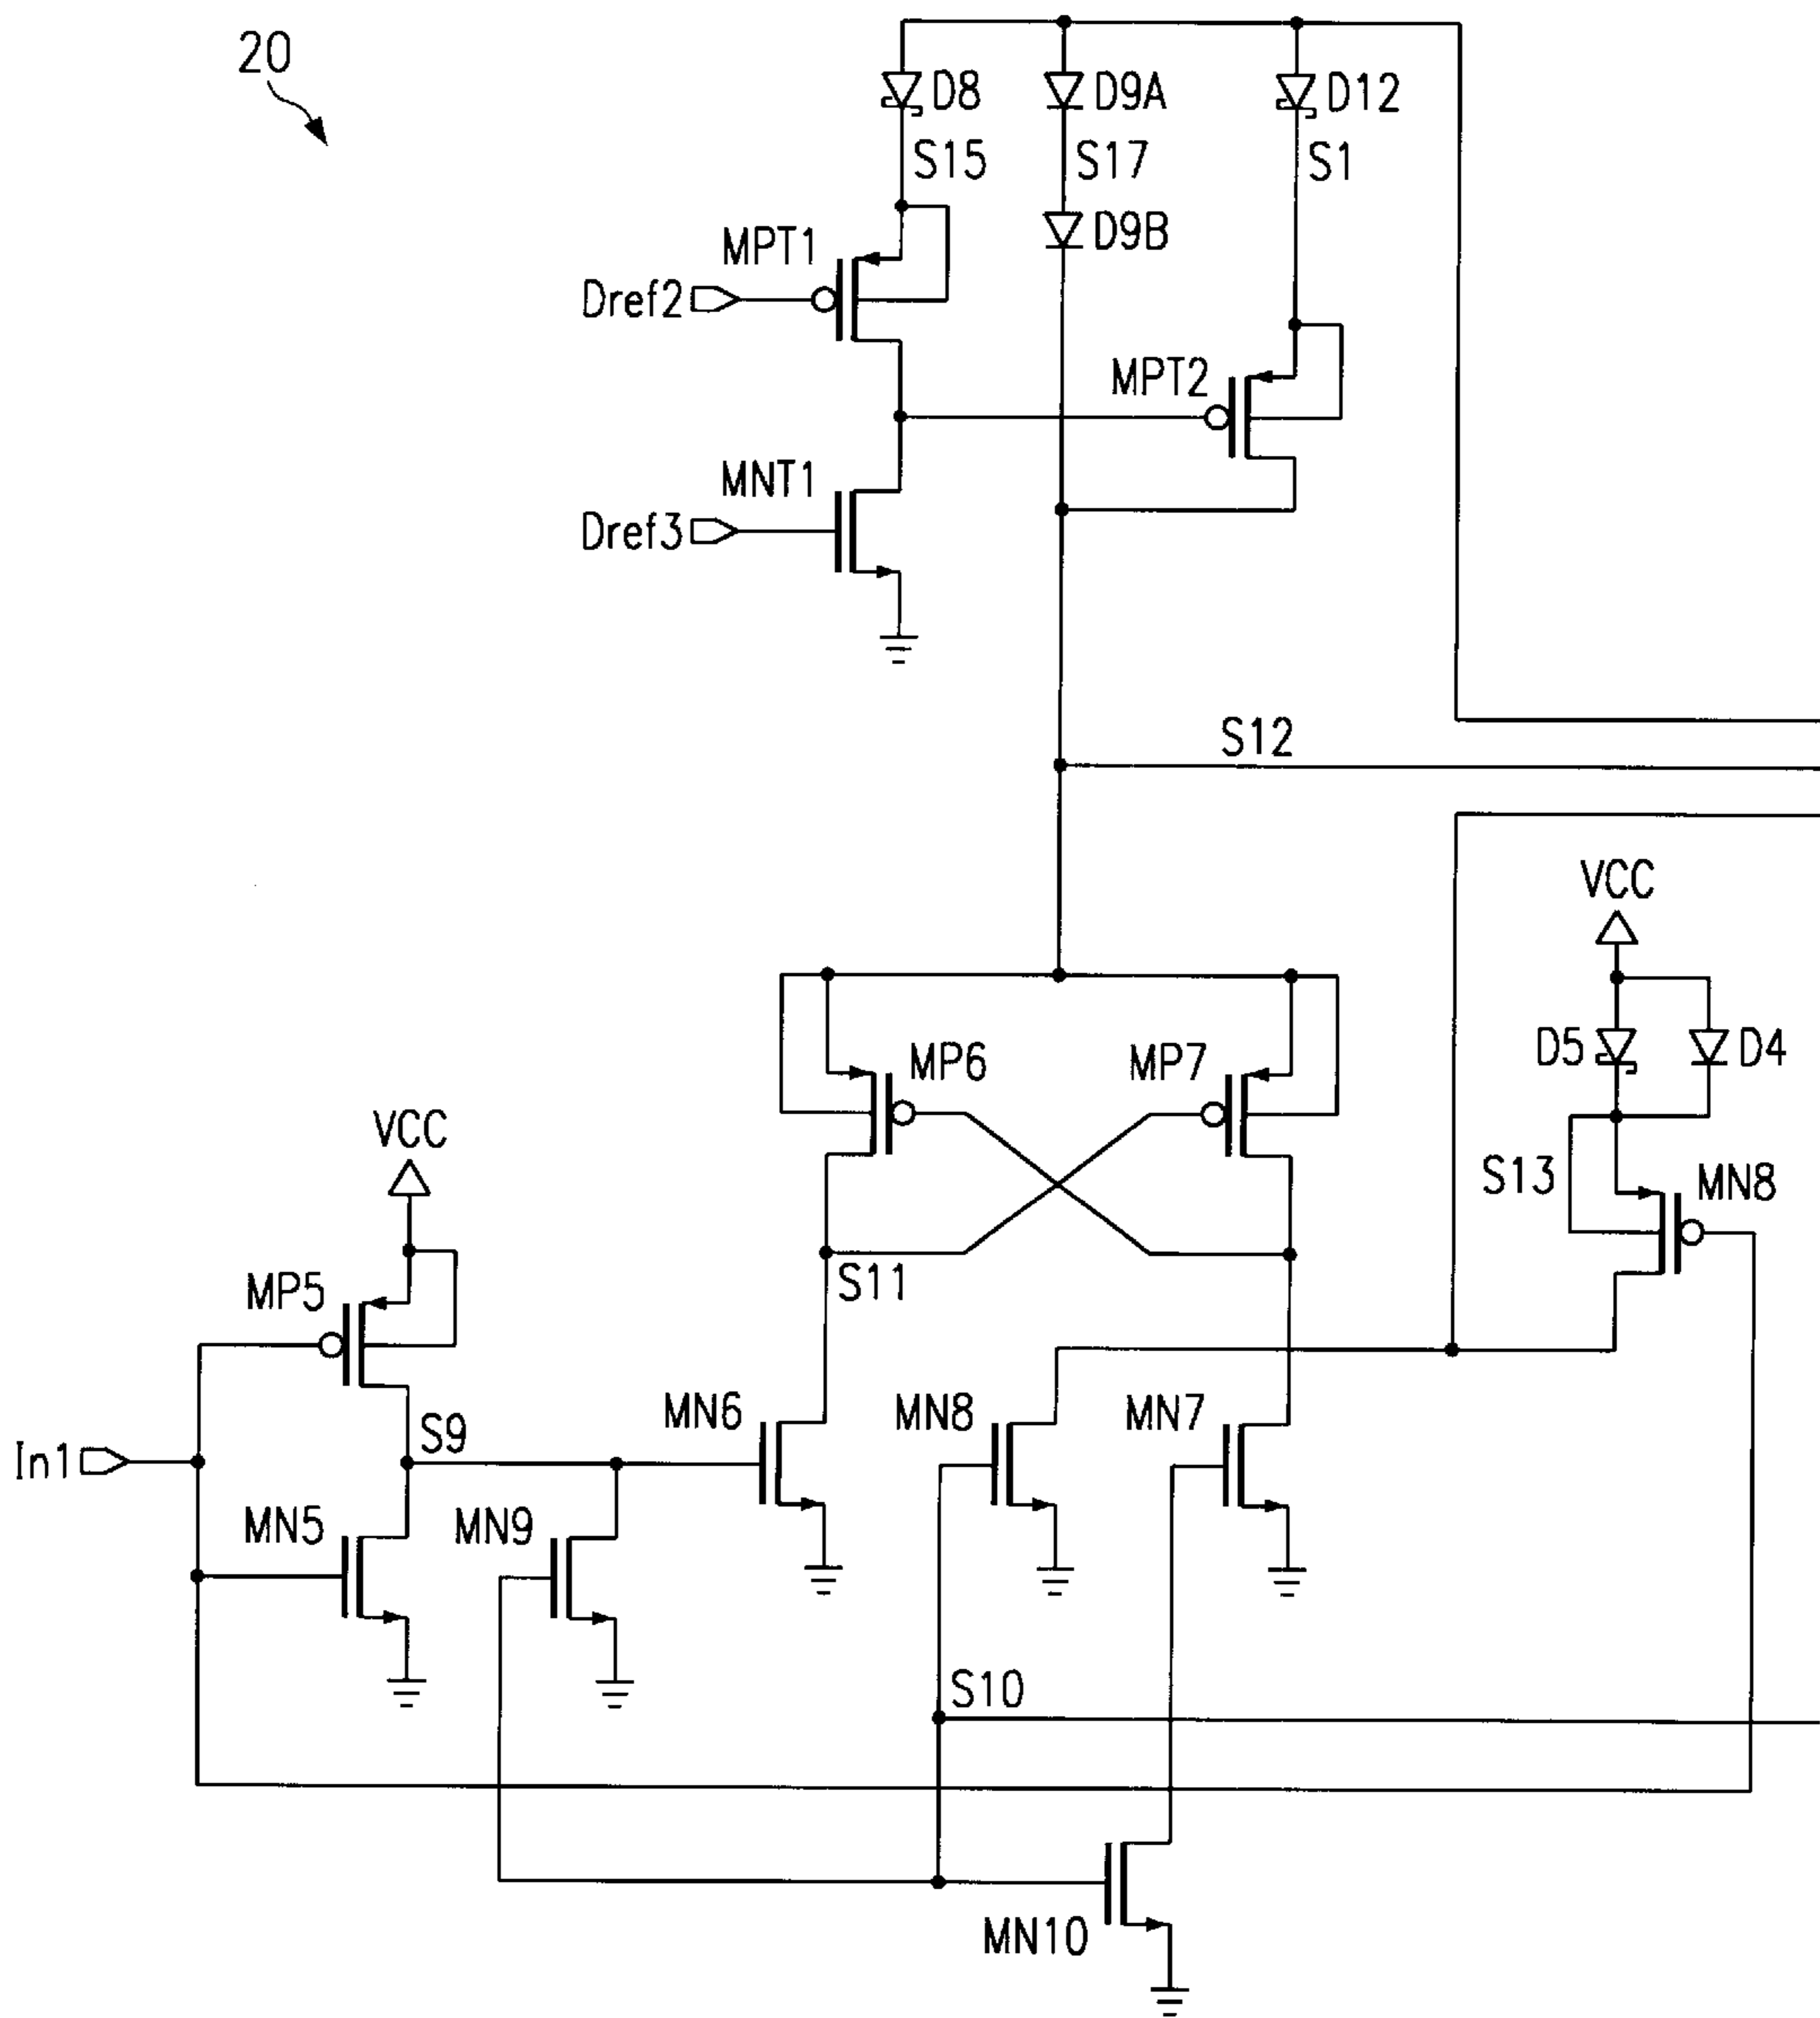 20
D8
D9A
D12
S15
S17
S1
MPT1
D9B
Dref2
MPT2
MNT1
Dref3
S12
VCC
MP6
MP7
D5
D4
VCC
S13
MN8
MP5
S11
MN6
MN8
MN7
S9
In1
MN5
MN9
S10
MN10